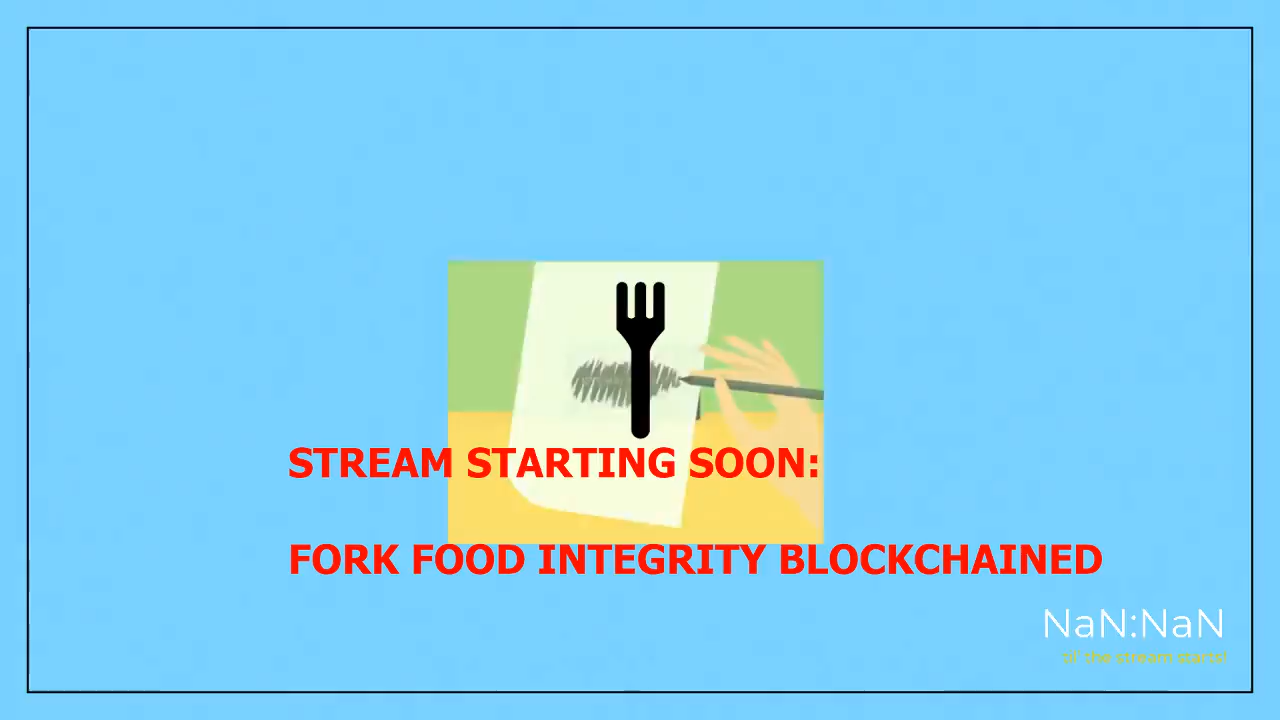 STREAM STARTING SOON:
FORK FOOD INTEGRITY BLOCKCHAINED
NaN:NaN
til' the stream starts!